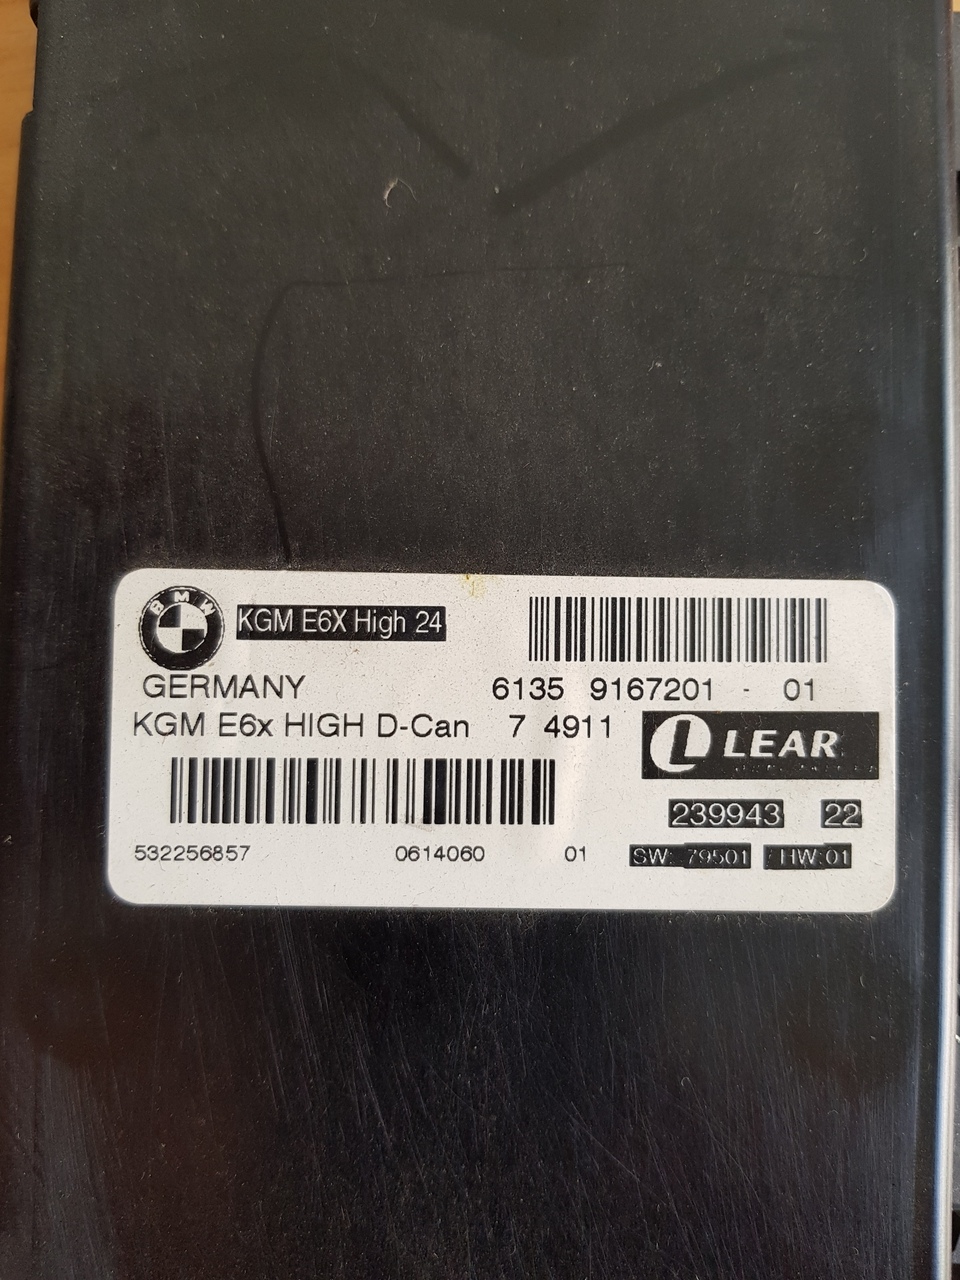 BMW KGM E6X High 24
GERMANY 6135 9167201 - 01
KGM E6x HIGH D-Can 7 4911 LEAR
239943 22
532256857 0614060 01 SW: 79501 HW:01